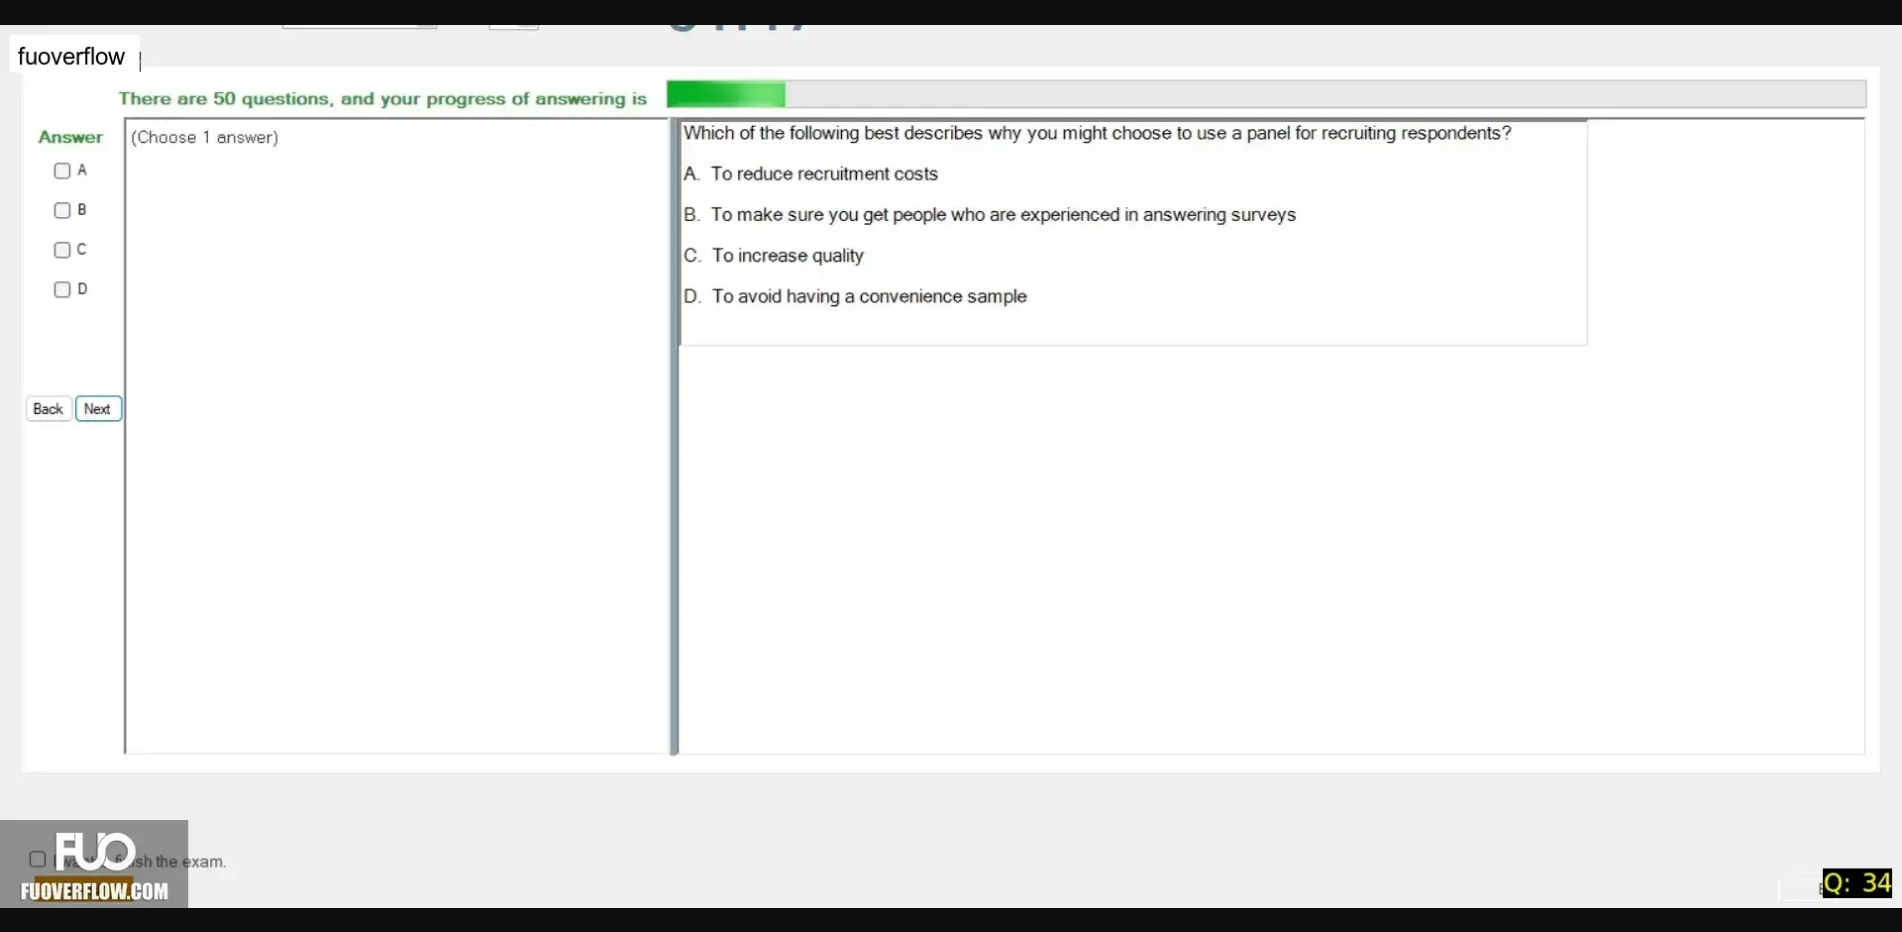 fuoverflow
There are 50 questions, and your progress of answering is
Answer
(Choose 1 answer)
A
B
C
D
Back
Next
Which of the following best describes why you might choose to use a panel for recruiting respondents?
A. To reduce recruitment costs
B. To make sure you get people who are experienced in answering surveys
C. To increase quality
D. To avoid having a convenience sample
FUO
the exam.
FUOVERFLOW.COM
Q: 34